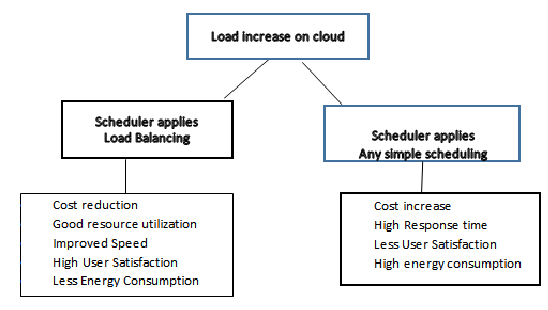 Load increase on cloud
Scheduler applies
Load Balancing
Scheduler applies
Any simple scheduling
Cost reduction
Good resource utilization
Improved Speed
High User Satisfaction
Less Energy Consumption
Cost increase
High Response time
Less User Satisfaction
High energy consumption